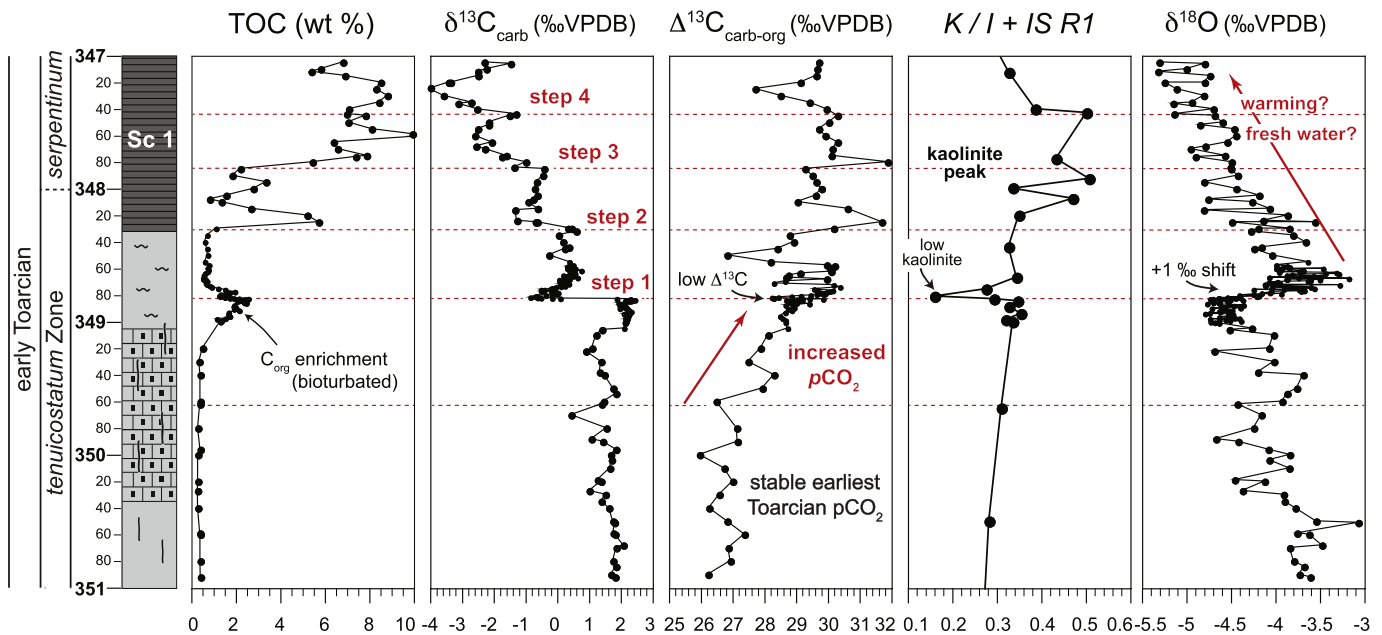 TOC (wt %)
δ¹³Ccarb (‰VPDB)
Δ¹³Ccarb-org (‰VPDB)
K / I + IS R1
δ¹⁸O (‰VPDB)
early Toarcian
serpentinum
tenuicostatum Zone
347
20
40
60
80
348
20
40
60
80
349
20
40
60
80
350
20
40
60
80
351
Sc 1
Corg enrichment
(bioturbated)
step 4
step 3
step 2
step 1
low Δ¹³C
increased
pCO₂
stable earliest
Toarcian pCO₂
kaolinite
peak
low
kaolinite
warming?
fresh water?
+1 ‰ shift
0 2 4 6 8 10
-4 -3 -2 -1 0 1 2 3
25 26 27 28 29 30 31 32
0.1 0.2 0.3 0.4 0.5 0.6
-5.5 -5 -4.5 -4 -3.5 -3